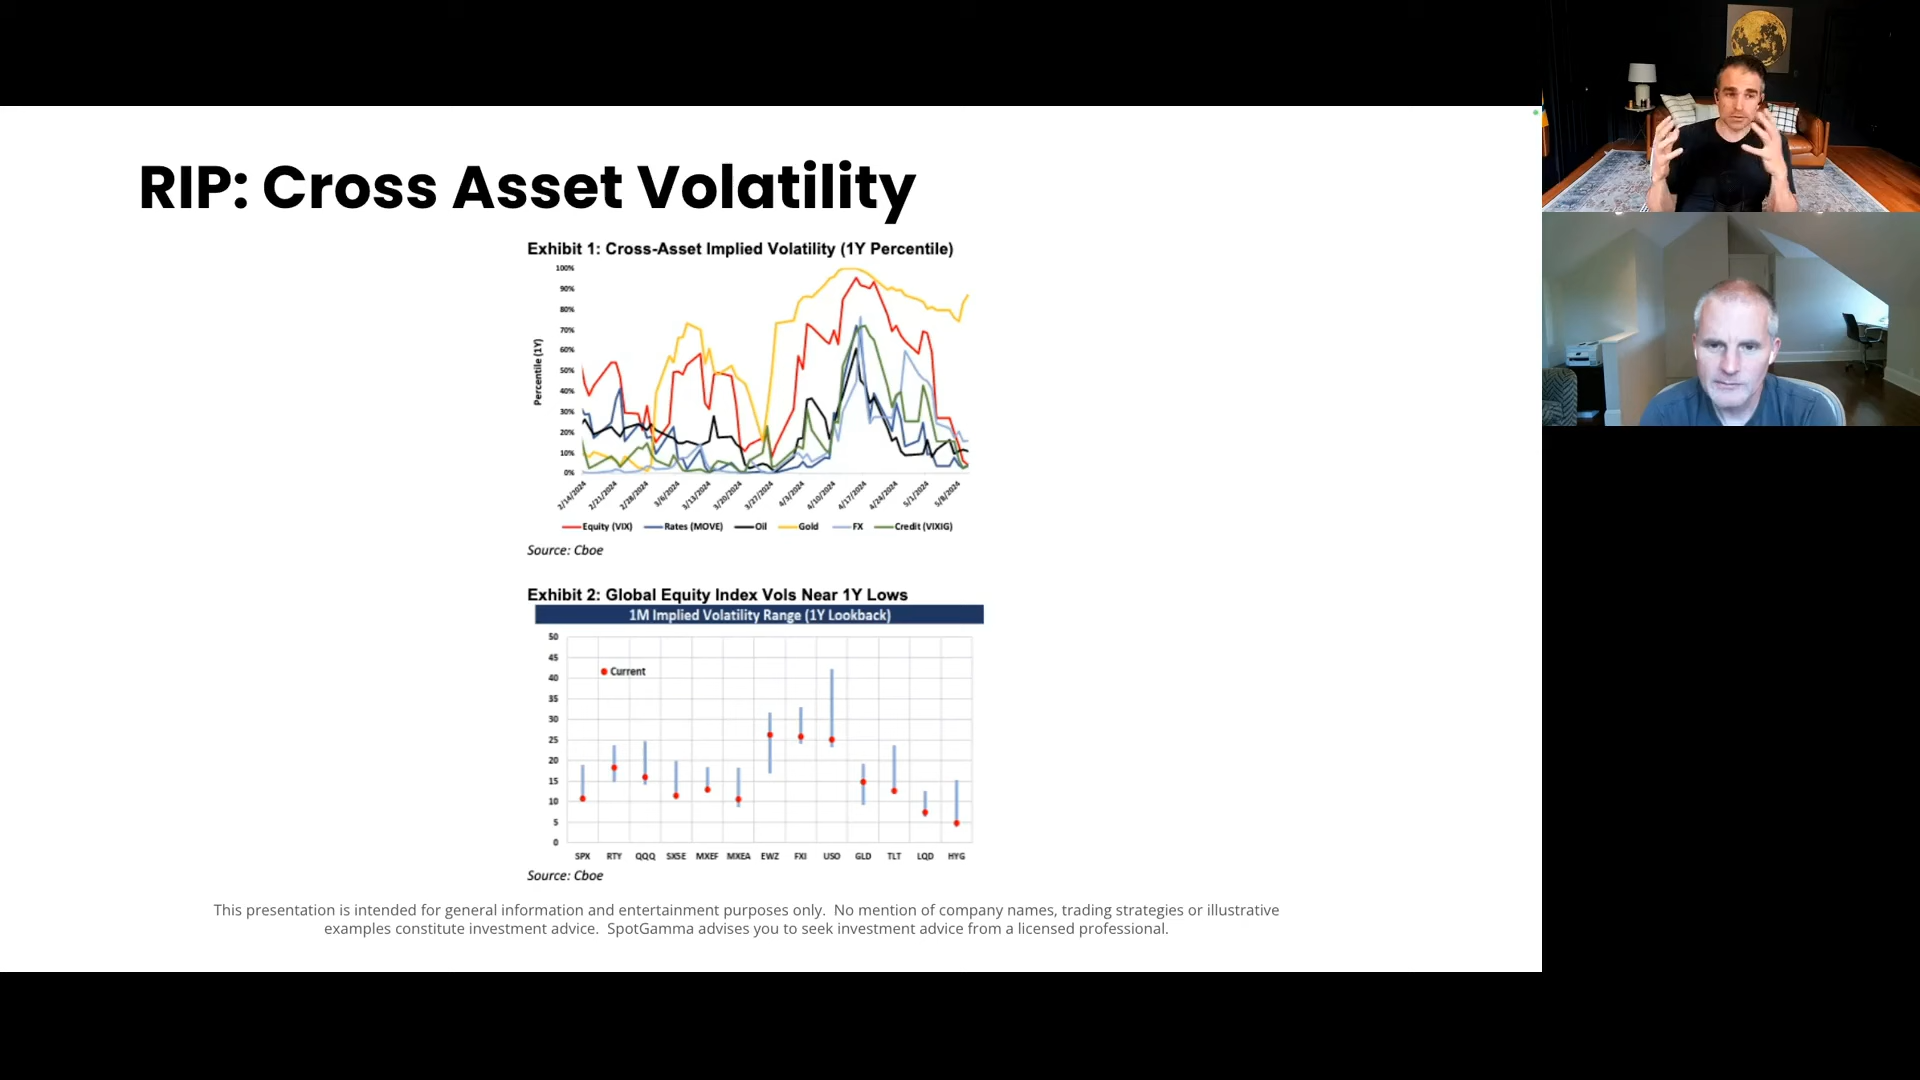 RIP: Cross Asset Volatility
Exhibit 1: Cross-Asset Implied Volatility (1Y Percentile)
100%
90%
80%
70%
60%
50%
40%
30%
20%
10%
0%
Percentile (1Y)
2/14/2024
2/21/2024
2/28/2024
3/6/2024
3/13/2024
3/20/2024
3/27/2024
4/3/2024
4/10/2024
4/17/2024
4/24/2024
5/1/2024
5/8/2024
Equity (VIX) Rates (MOVE) Oil Gold FX Credit (VIXIG)
Source: Cboe
Exhibit 2: Global Equity Index Vols Near 1Y Lows
1M Implied Volatility Range (1Y Lookback)
50
45
Current
40
35
30
25
20
15
10
5
0
SPX RTY QQQ SX5E MXEF MXEA EWZ FXI USO GLD TLT LQD HYG
Source: Cboe
This presentation is intended for general information and entertainment purposes only. No mention of company names, trading strategies or illustrative
examples constitute investment advice. SpotGamma advises you to seek investment advice from a licensed professional.